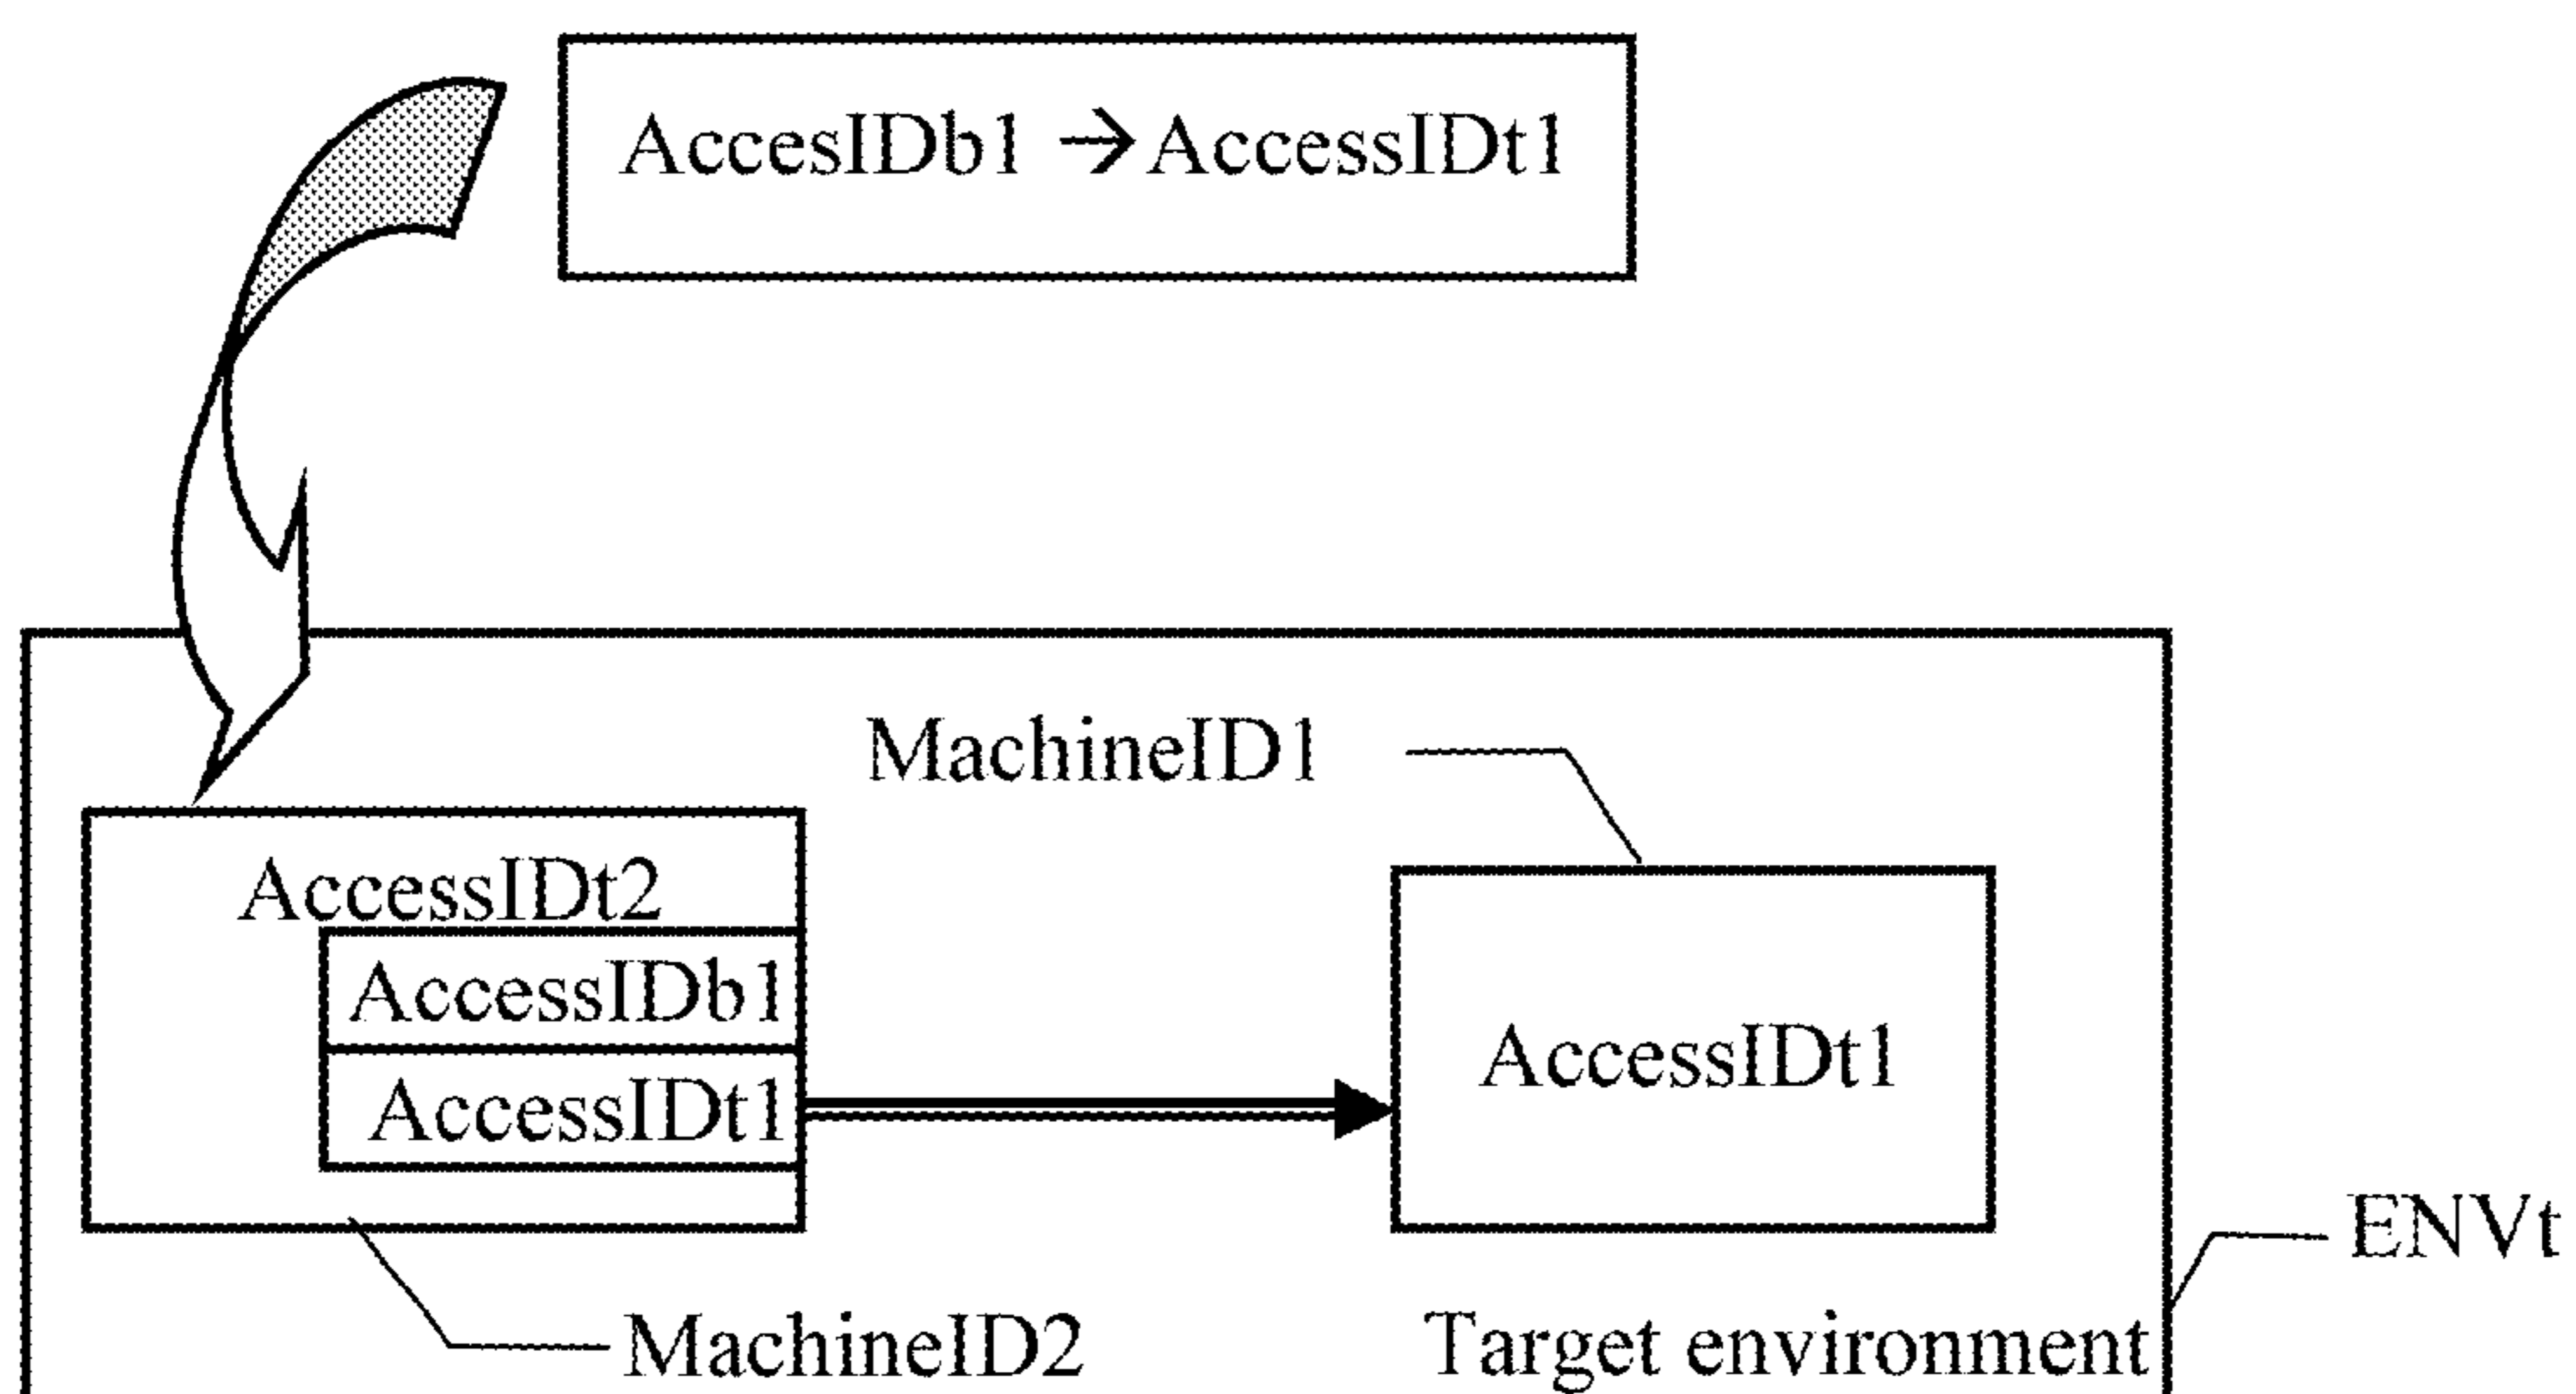 AccesIDb1 → AccessIDt1
MachineID1
AccessIDt2
AccessIDb1
AccessIDt1
AccessIDt1
ENVt
MachineID2
Target environment